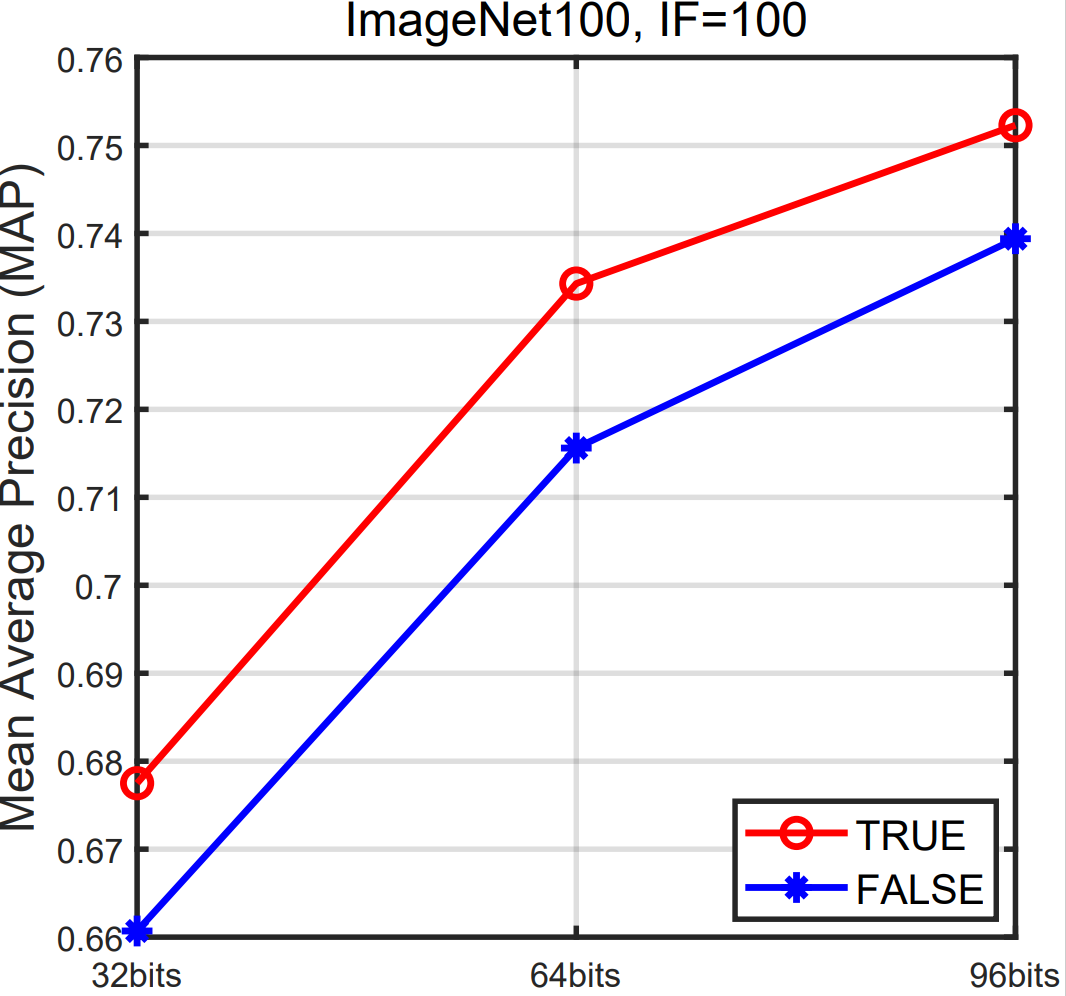 ImageNet100, IF=100
Mean Average Precision (MAP)
0.76
0.75
0.74
0.73
0.72
0.71
0.7
0.69
0.68
0.67
0.66
32bits
64bits
96bits
TRUE
FALSE